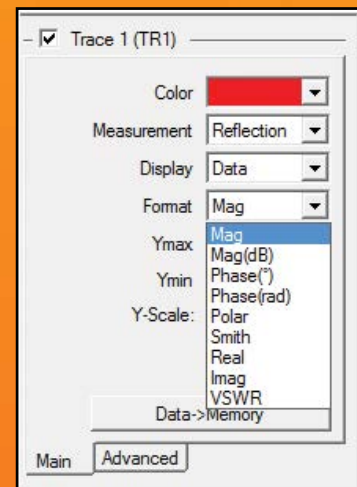 Trace 1 (TR1)
Color
Measurement Reflection
Display Data
Format Mag
Ymax Mag
Mag(dB)
Ymin Phase(°)
Phase(rad)
Y-Scale: Polar
Smith
Real
Imag
VSWR
Data->Memory
Main Advanced